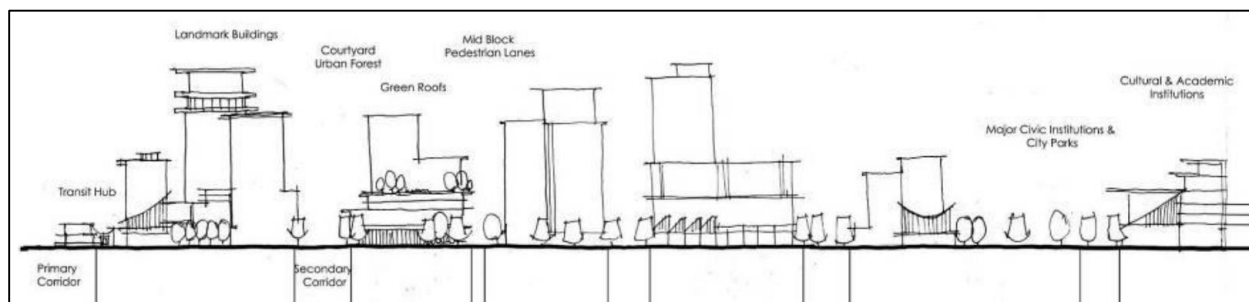 Landmark Buildings
Courtyard
Urban Forest
Mid Block
Pedestrian Lanes
Green Roofs
Cultural & Academic
Institutions
Major Civic Institutions &
City Parks
Transit Hub
Primary
Corridor
Secondary
Corridor